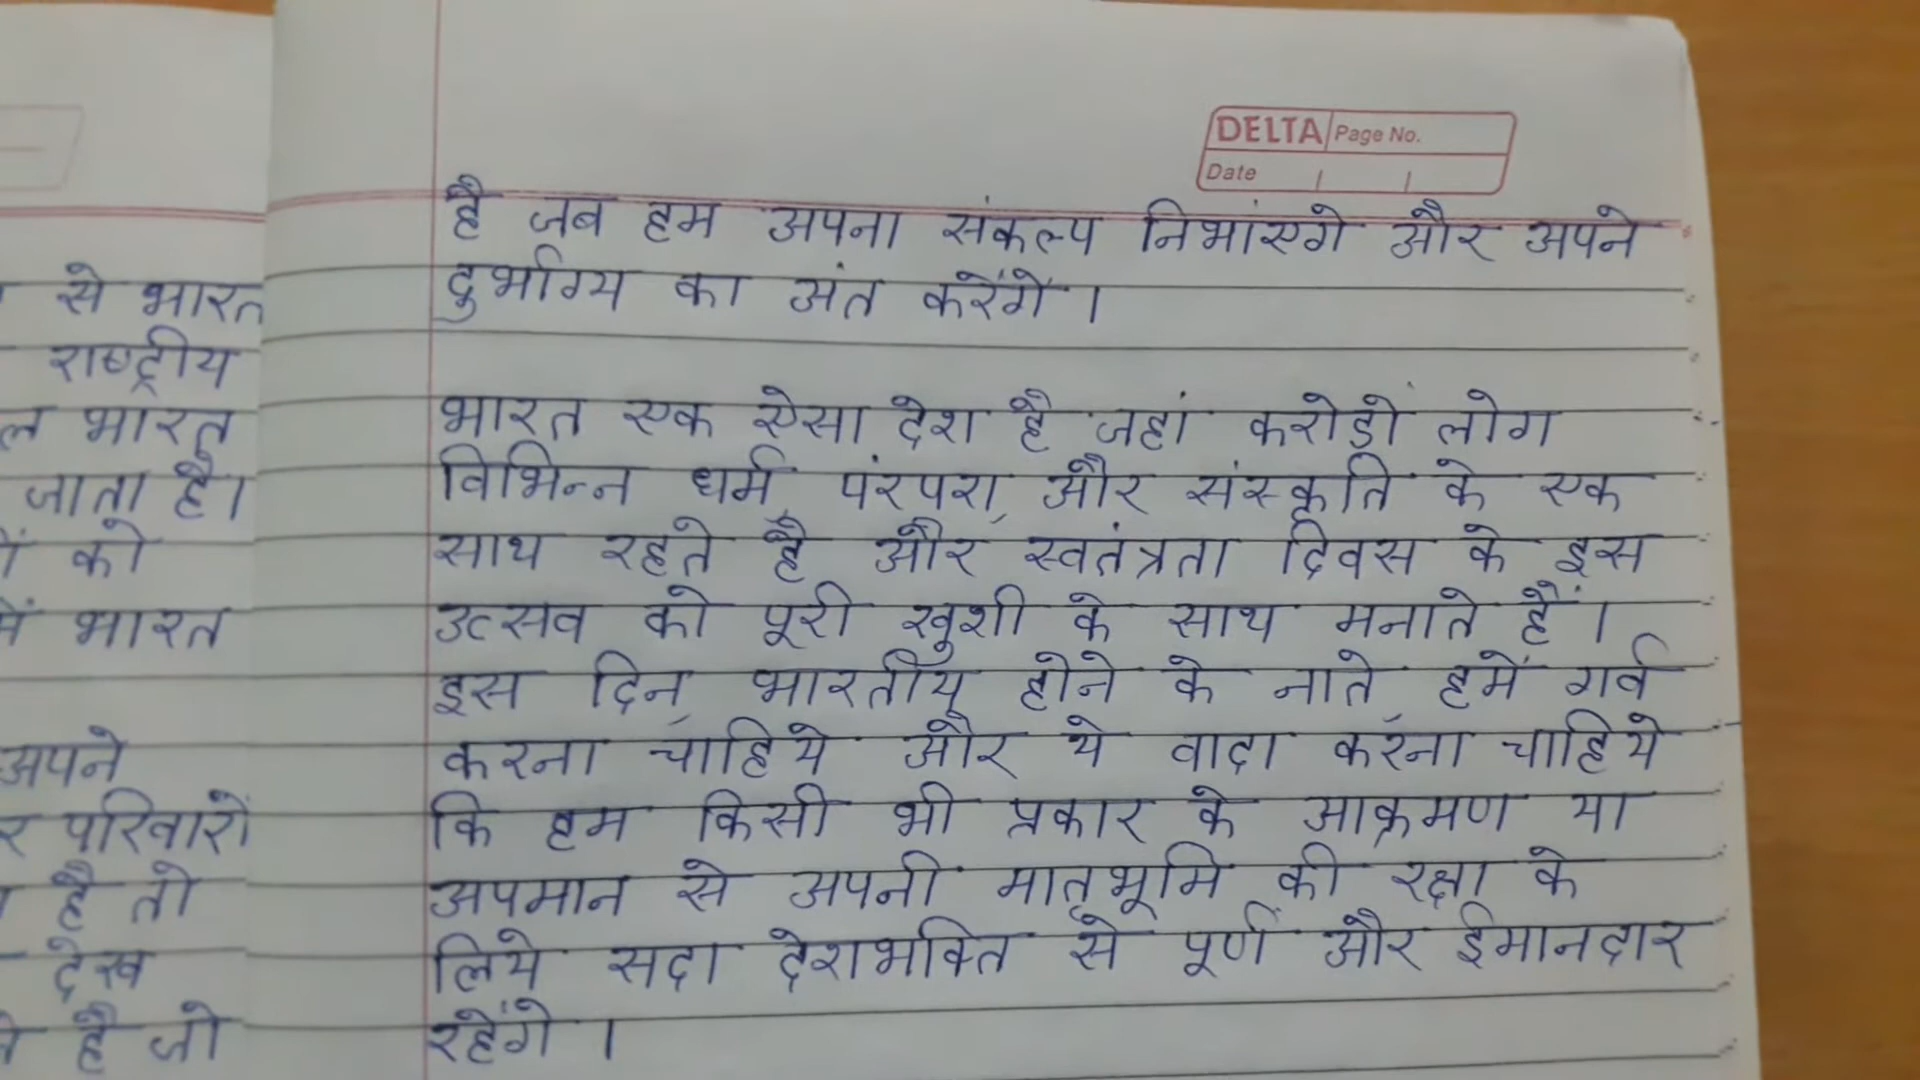 से भारत
राष्ट्रीय
भारत
जाता है।
को
भारत
अपने
परिवारों
है तो
देख
है जो
DELTA Page No.
Date
है जब हम अपना संकल्प निभांएगे और अपने
दुर्भाग्य का अंत करेंगें।
भारत एक ऐसा देश है जहां करोडों लोग
विभिन्न धर्म, पंरपरा, और संस्कृति के एक
साथ रहते है और स्वतंत्रता दिवस के इस
उत्सव को पूरी खुशी के साथ मनाते हैं।
इस दिन, भारतीय होने के नाते, हमें गर्व
करना चाहिये और ये वादा करना चाहिये
कि हम किसी भी प्रकार के आक्रमण या
अपमान से अपनी मातृभूमि की रक्षा के
लिये सदा देशभक्ति से पूर्ण और ईमानदार
रहेंगे।